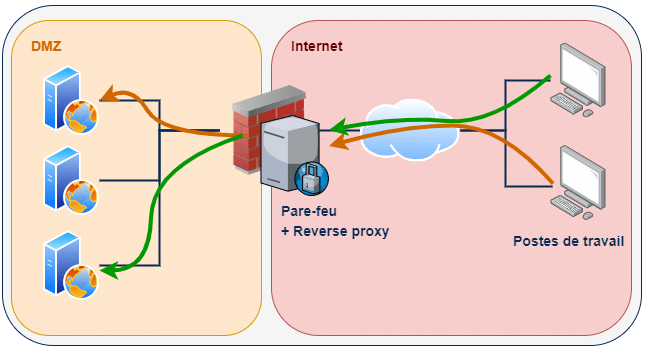 DMZ
Internet
Pare-feu
+ Reverse proxy
Postes de travail